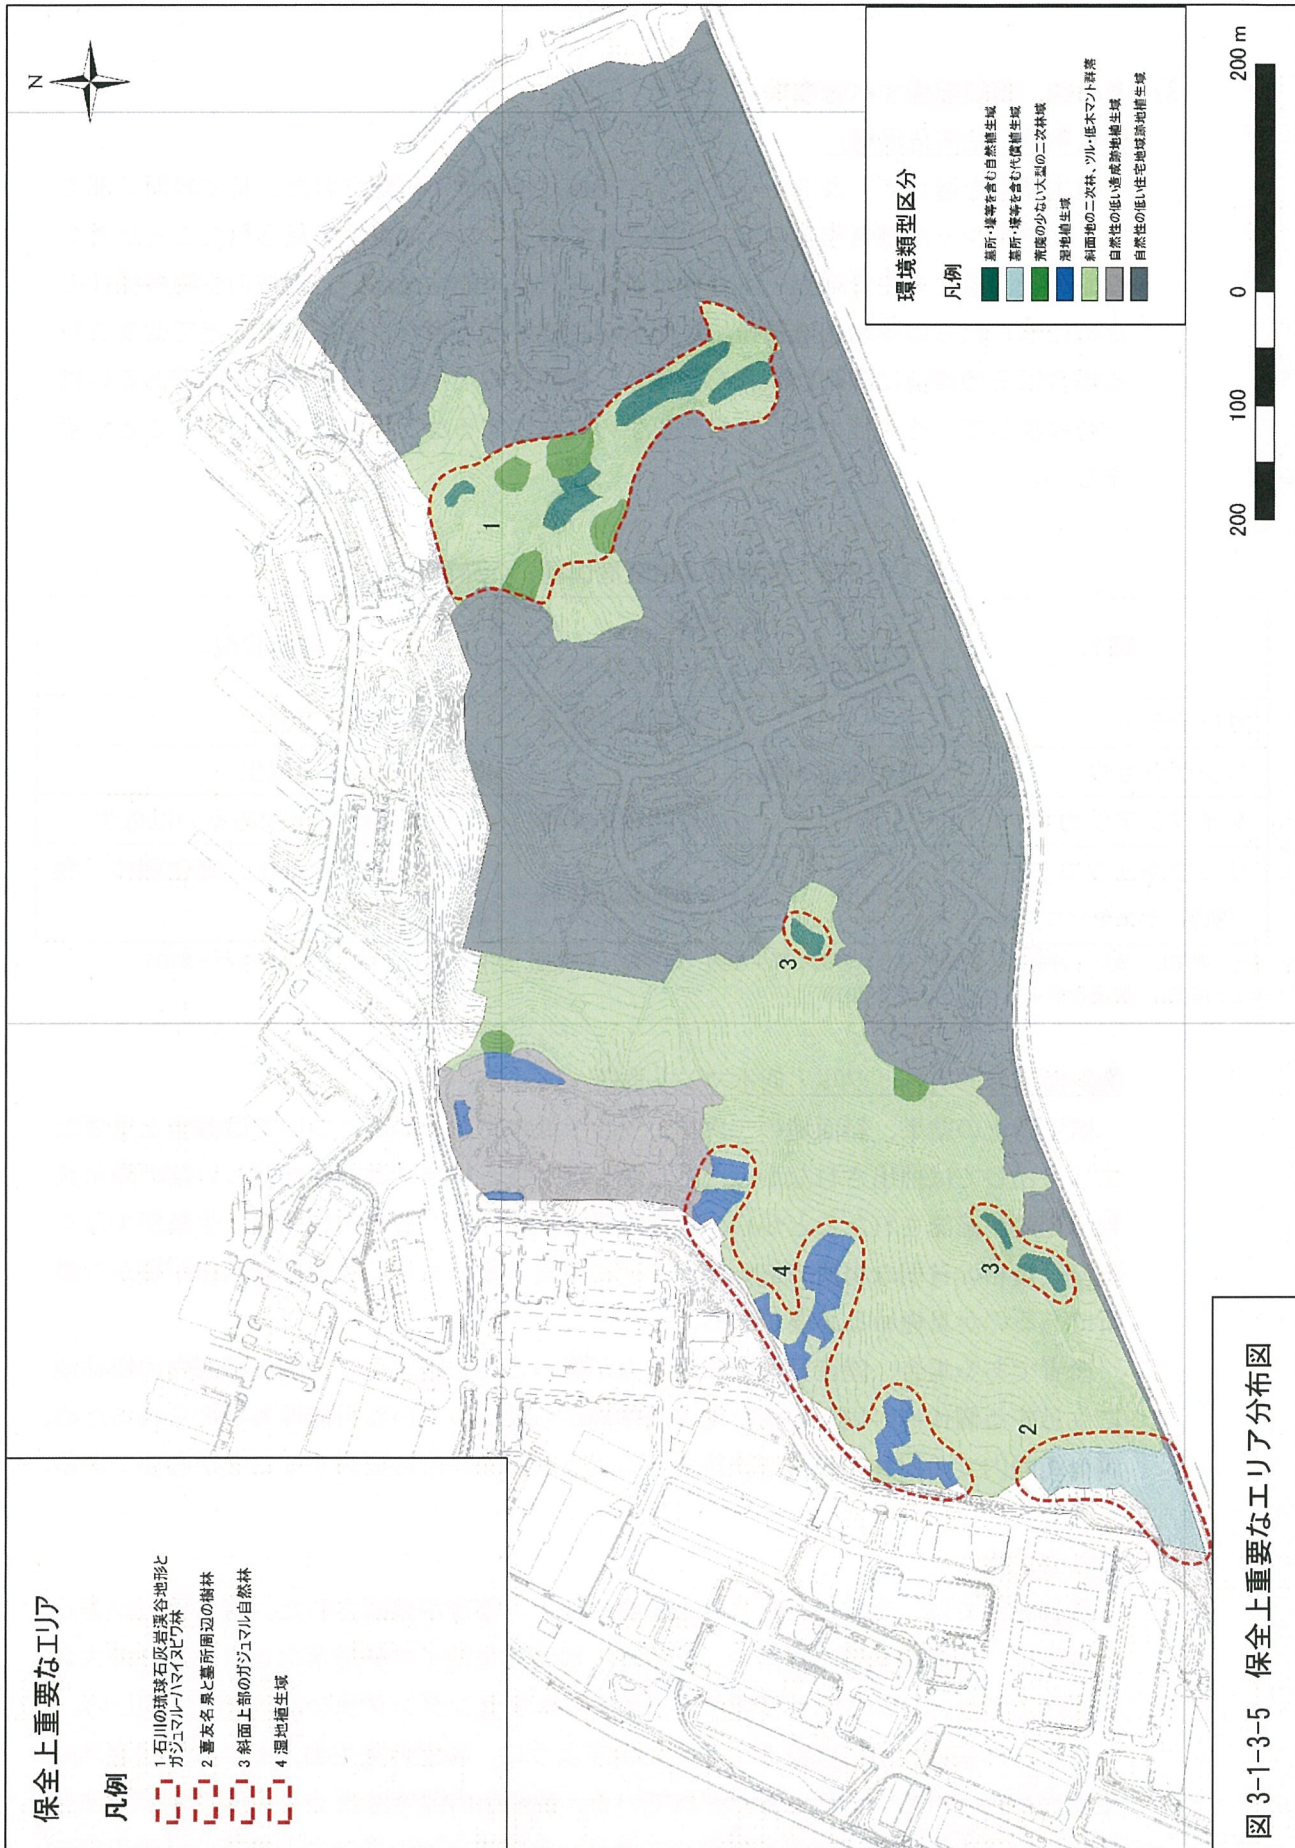 保全上重要なエリア
凡例
1 石川の琉球石灰岩渓谷地形と
ガジュマル-ハマイヌビワ林
2 喜友名泉と墓所周辺の樹林
3 斜面上部のガジュマル自然林
4 湿地植生域
N
1
3
4
3
2
環境類型区分
凡例
墓所・壕等を含む自然植生域
墓所・壕等を含む代償植生域
荒廃の少ない大型の二次林域
湿地植生域
斜面地の二次林、ツル・低木マント群落
自然性の低い造成跡地植生域
自然性の低い住宅地域跡地植生域
200 100 0 200 m
図 3-1-3-5 保全上重要なエリア分布図